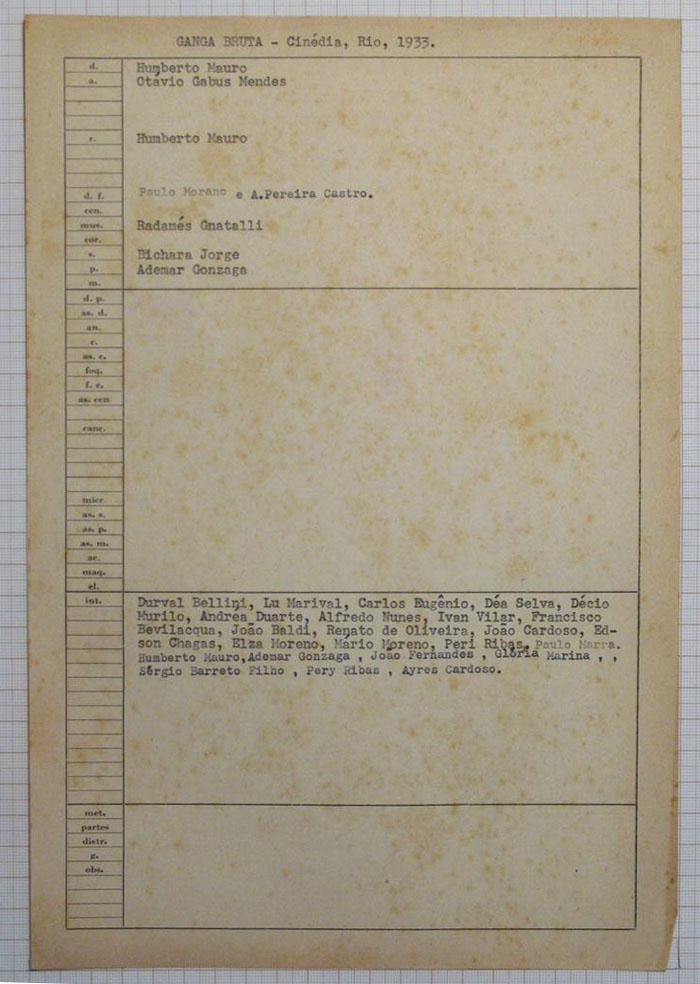 GANGA BRUTA - Cinédia, Rio, 1933.
d. Humberto Mauro
a. Otávio Gabus Mendes
r. Humberto Mauro
d. f. Paulo Morano e A.Pereira Castro.
cen.
mus. Radamés Gnatalli
cor.
s. Bichara Jorge
p. Ademar Gonzaga
m.
d. p.
as. d.
an.
c.
as. c.
foq.
f. c.
as. cen
canç.
micr.
as. s.
as. p.
as. m.
ac.
maq.
el.
int. Durval Bellini, Lu Marival, Carlos Eugênio, Déa Selva, Décio
Murilo, Andréa Duarte, Alfredo Nunes, Ivan Vilar, Francisco
Bevilacqua, João Baldi, Renato de Oliveira, João Cardoso, Ed-
son Chagas, Elza Moreno, Mario Moreno, Peri Ribas, Paulo Marra.
Humberto Mauro,Ademar Gonzaga , João Fernandes , Glória Marina , ,
Sérgio Barreto Filho , Pery Ribas , Ayres Cardoso.
met.
partes
distr.
g.
obs.